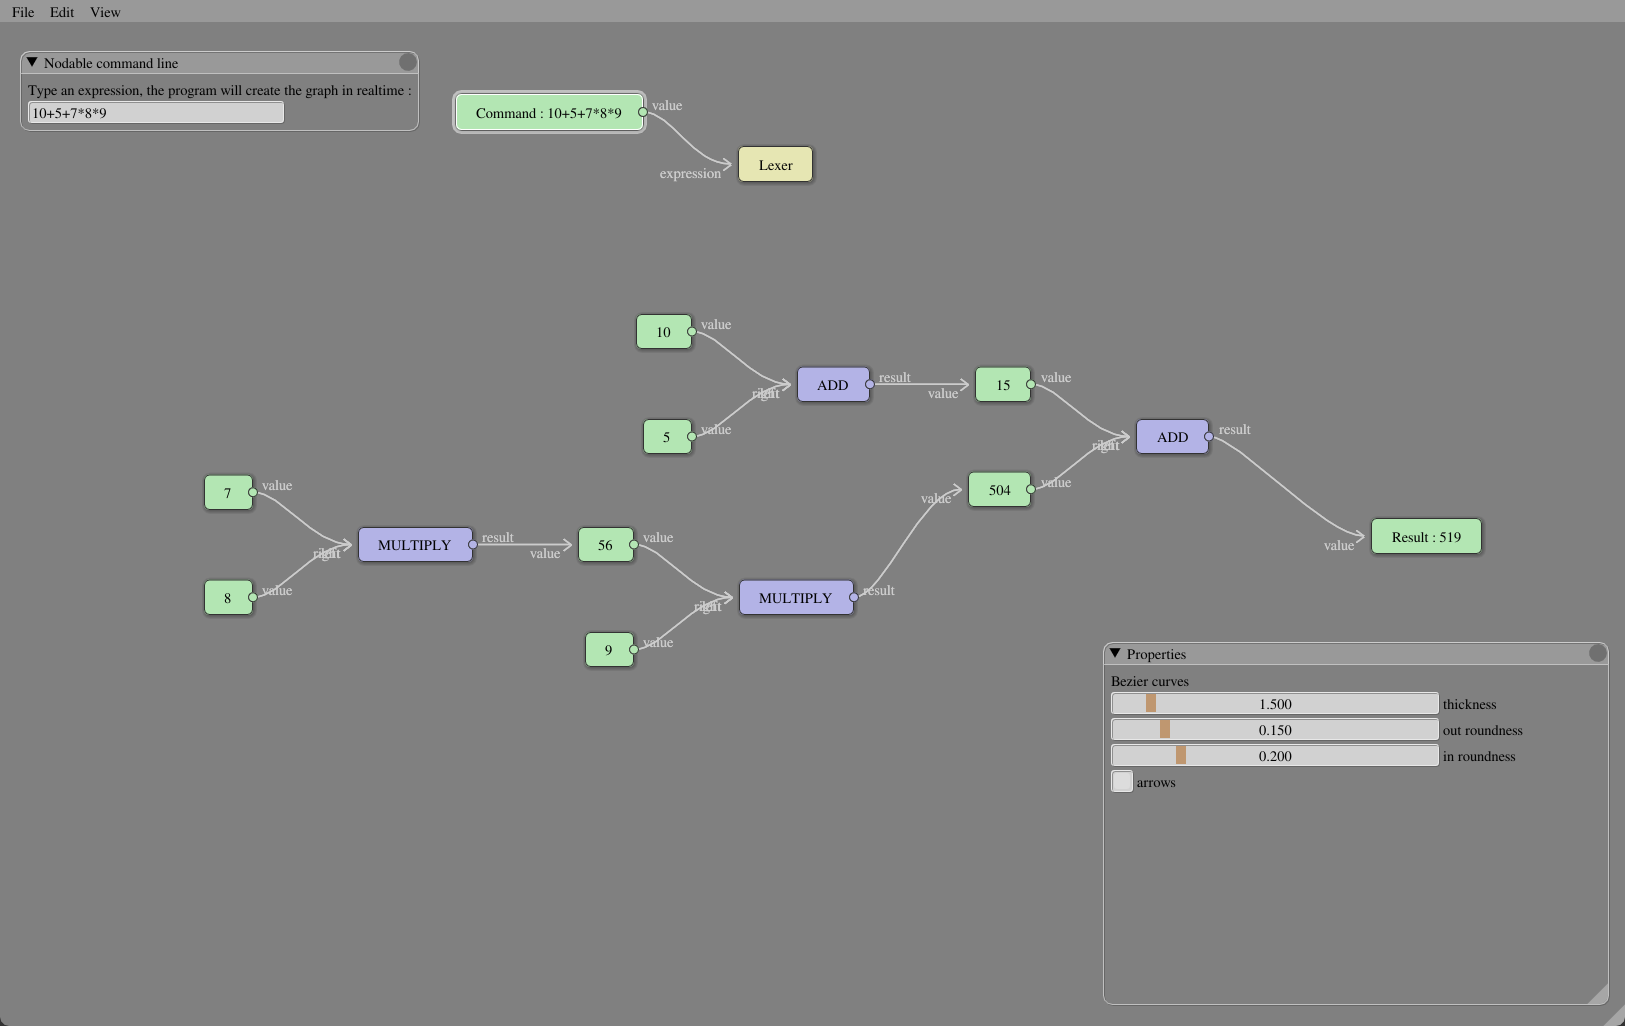 File Edit View
Nodable command line
Type an expression, the program will create the graph in realtime :
10+5+7*8*9
Command : 10+5+7*8*9
value
expression
Lexer
10
value
5
value
ADD
result
value
15
value
7
value
8
value
MULTIPLY
result
value
56
value
9
value
MULTIPLY
result
value
504
value
ADD
result
value
Result : 519
Properties
Bezier curves
1.500 thickness
0.150 out roundness
0.200 in roundness
arrows